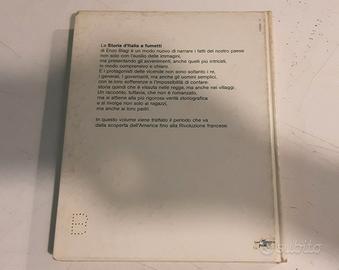 La Storia d'Italia a fumetti
di Enzo Biagi è un modo nuovo di narrare i fatti del nostro paese
non solo con l'ausilio delle immagini,
ma presentando gli avvenimenti, anche quelli più intricati,
in modo comprensivo e chiaro.
E i protagonisti delle vicende non sono soltanto i re,
i generali, i governanti, ma anche gli uomini semplici,
con le loro sofferenze e l'impossibilità di contare:
storia quindi che è vissuta nelle regge, ma anche nei villaggi.
Un racconto, tuttavia, che non è romanzato,
ma si attiene alla più rigorosa verità storiografica
e si rivolge non solo ai ragazzi,
ma anche ai loro padri.
In questo volume viene trattato il periodo che va
dalla scoperta dell'America fino alla Rivoluzione francese.
subito